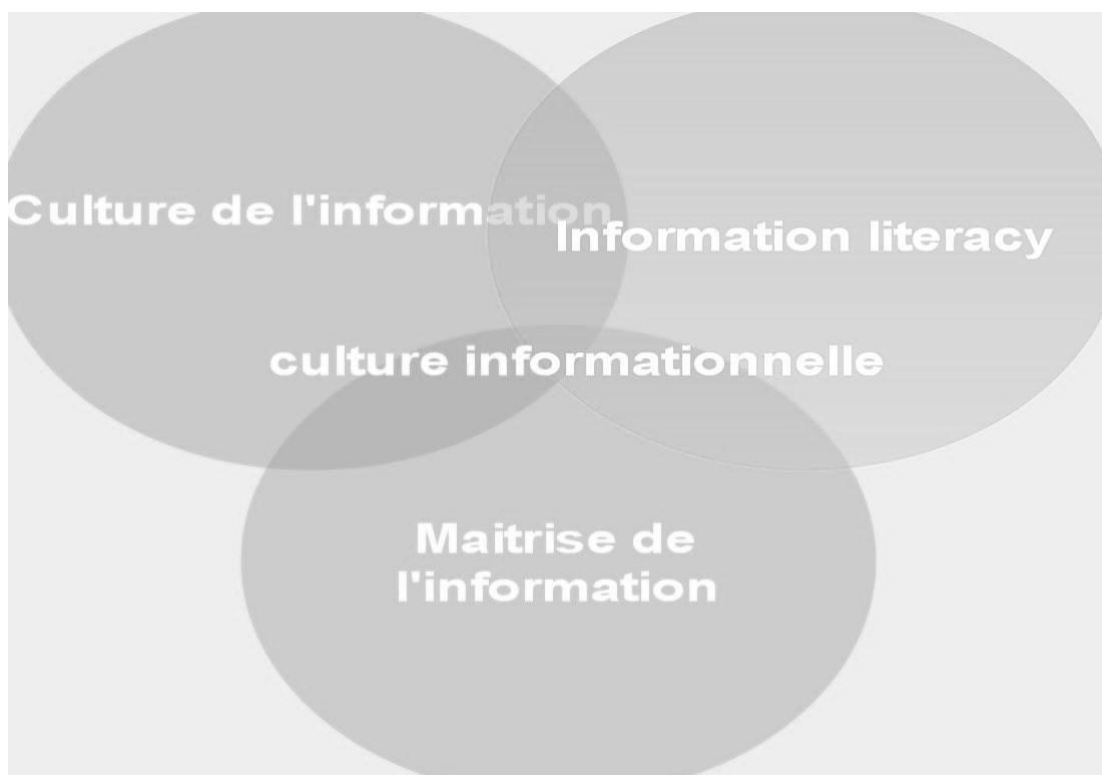 Culture de l'information
Information literacy
culture informationnelle
Maitrise de
l'information